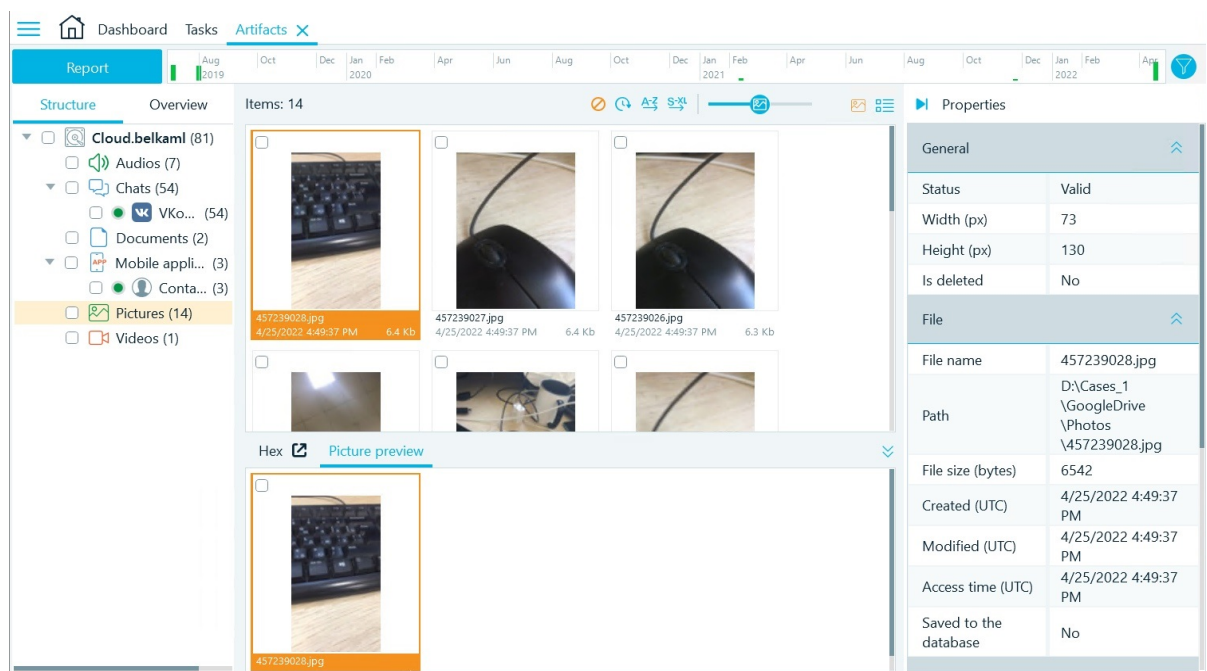 Dashboard Tasks Artifacts
Report
Aug 2019 Oct Dec Jan 2020 Feb Apr Jun Aug Oct Dec Jan 2021 Feb Apr Jun Aug Oct Dec Jan 2022 Feb Apr
Structure Overview
Items: 14
A-Z S-XL
Properties
Cloud.belkaml (81)
Audios (7)
Chats (54)
VKo... (54)
Documents (2)
APP Mobile appli... (3)
Conta... (3)
Pictures (14)
Videos (1)
457239028.jpg
4/25/2022 4:49:37 PM 6.4 Kb
457239027.jpg
4/25/2022 4:49:37 PM 6.4 Kb
457239026.jpg
4/25/2022 4:49:37 PM 6.3 Kb
Hex Picture preview
457239028.jpg
General
Status Valid
Width (px) 73
Height (px) 130
Is deleted No
File
File name 457239028.jpg
Path D:\Cases_1
\GoogleDrive
\Photos
\457239028.jpg
File size (bytes) 6542
Created (UTC) 4/25/2022 4:49:37
PM
Modified (UTC) 4/25/2022 4:49:37
PM
Access time (UTC) 4/25/2022 4:49:37
PM
Saved to the
database No